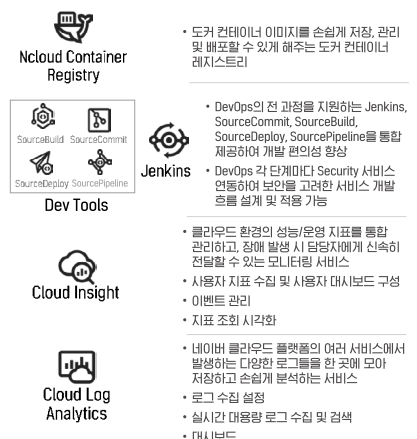 Ncloud Container
Registry
• 도커 컨테이너 이미지를 손쉽게 저장, 관리
및 배포할 수 있게 해주는 도커 컨테이너
레지스트리
SourceBuild SourceCommit
SourceDeploy SourcePipeline
Dev Tools
Jenkins
• DevOps의 전 과정을 지원하는 Jenkins,
SourceCommit, SourceBuild,
SourceDeploy, SourcePipeline을 통합
제공하여 개발 편의성 향상
• DevOps 각 단계마다 Security 서비스
연동하여 보안을 고려한 서비스 개발
흐름을 설계 및 적용 가능
Cloud Insight
• 클라우드 환경의 성능/운영 지표를 통합
관리하고, 장애 발생 시 담당자에게 신속히
전달할 수 있는 모니터링 서비스
• 사용자 지표 수집 및 사용자 대시보드 구성
• 이벤트 관리
• 지표 조회 시각화
Cloud Log
Analytics
• 네이버 클라우드 플랫폼의 여러 서비스에서
발생하는 다양한 로그들을 한 곳에 모아
저장하고 손쉽게 분석하는 서비스
• 로그 수집 설정
• 실시간 대용량 로그 수집 및 검색
• 대시보드